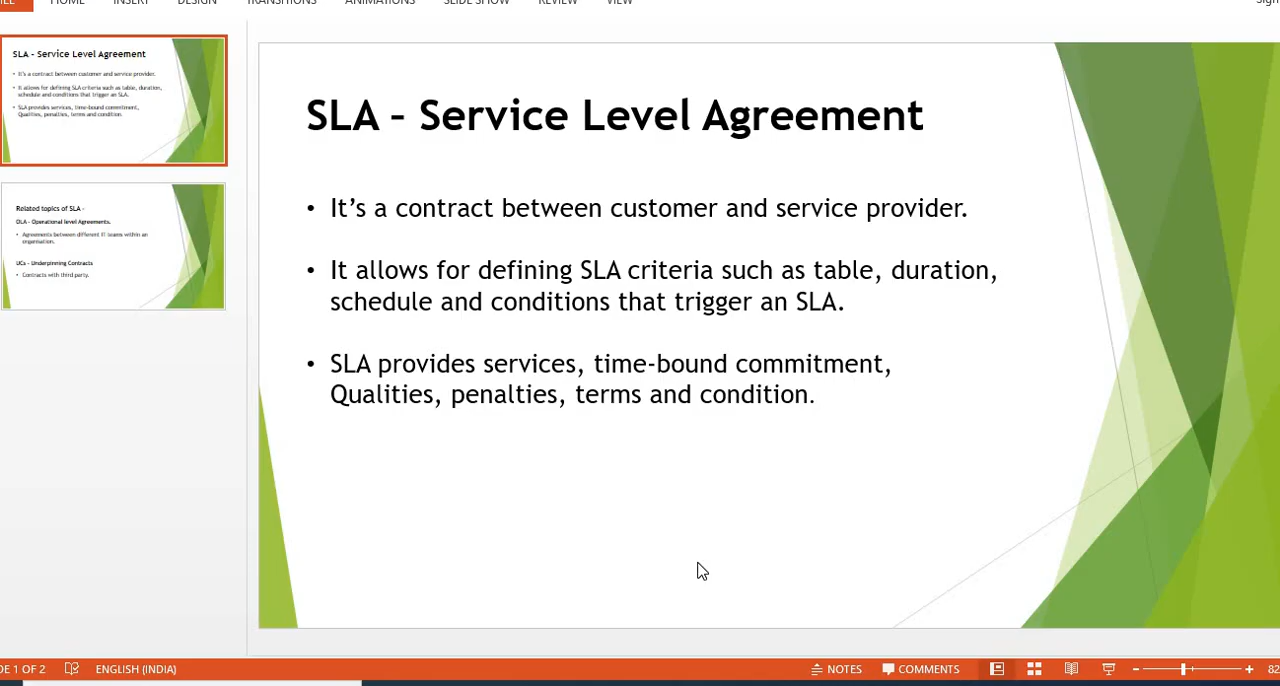 HOME INSERT DESIGN TRANSITIONS ANIMATIONS SLIDE SHOW REVIEW VIEW
SLA - Service Level Agreement
• It's a contract between customer and service provider.
• It allows for defining SLA criteria such as table, duration,
schedule and conditions that trigger an SLA.
• SLA provides services, time-bound commitment,
Qualities, penalties, terms and condition
Related topics of SLA -
OLA - Operational level Agreements.
• Agreements between different IT teams within an
organisation.
UCs - Underpinning Contracts
• Contracts with third party.
SLA – Service Level Agreement
• It’s a contract between customer and service provider.
• It allows for defining SLA criteria such as table, duration,
schedule and conditions that trigger an SLA.
• SLA provides services, time-bound commitment,
Qualities, penalties, terms and condition.
DE 1 OF 2 ENGLISH (INDIA) NOTES COMMENTS 82